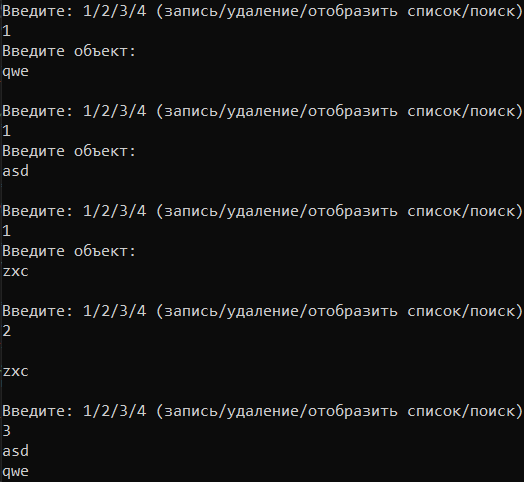 Введите: 1/2/3/4 (запись/удаление/отобразить список/поиск)
1
Введите объект:
qwe
Введите: 1/2/3/4 (запись/удаление/отобразить список/поиск)
1
Введите объект:
asd
Введите: 1/2/3/4 (запись/удаление/отобразить список/поиск)
1
Введите объект:
zxc
Введите: 1/2/3/4 (запись/удаление/отобразить список/поиск)
2
zxc
Введите: 1/2/3/4 (запись/удаление/отобразить список/поиск)
3
asd
qwe